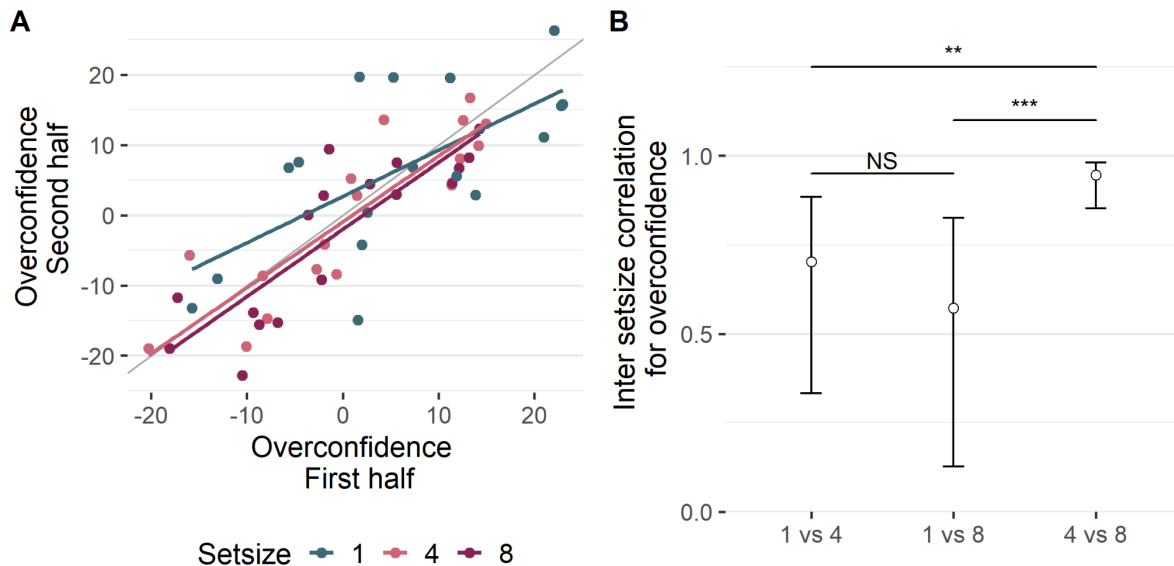 A
Overconfidence
Second half
20
10
0
-10
-20
-20 -10 0 10 20
Overconfidence
First half
Setsize 1 4 8
B
Inter setsize correlation
for overconfidence
**
***
NS
1.0
0.5
0.0
1 vs 4 1 vs 8 4 vs 8